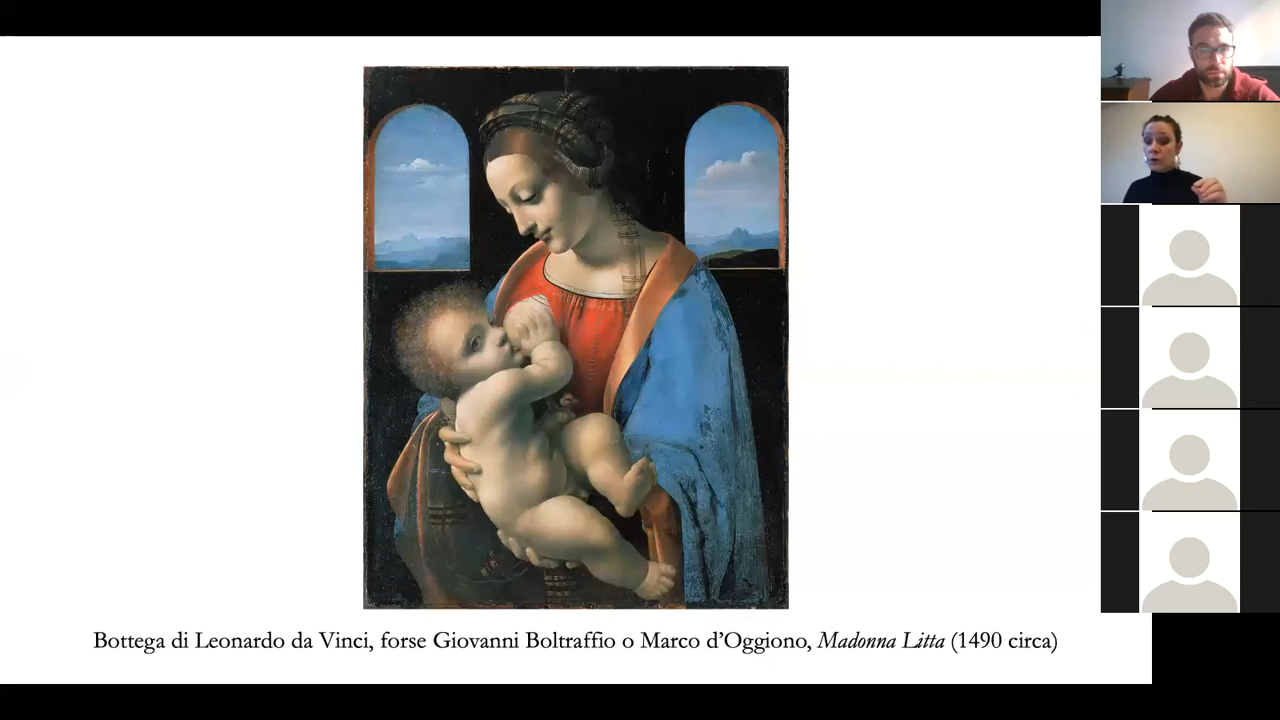 Bottega di Leonardo da Vinci, forse Giovanni Boltraffio o Marco d’Oggiono, Madonna Litta (1490 circa)